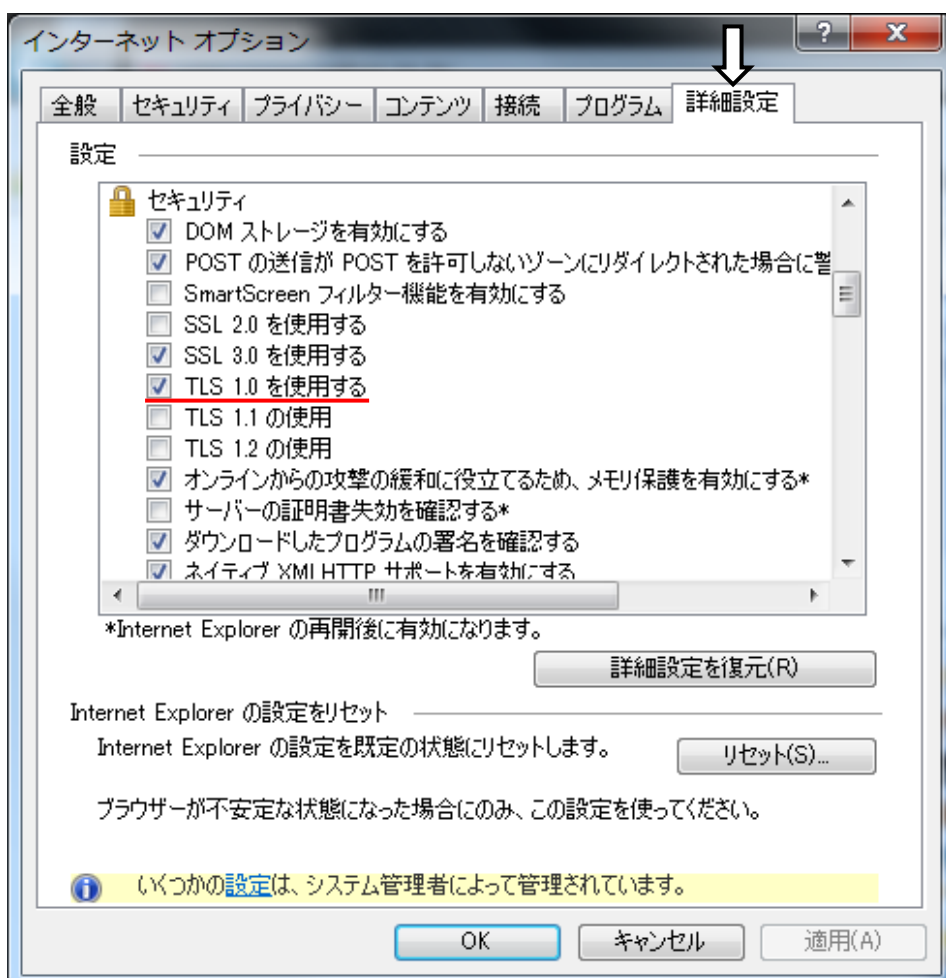 インターネット オプション
?
X
全般
セキュリティ
プライバシー
コンテンツ
接続
プログラム
詳細設定
設定
セキュリティ
DOM ストレージを有効にする
POST の送信が POST を許可しないゾーンにリダイレクトされた場合に警
SmartScreen フィルター機能を有効にする
SSL 2.0 を使用する
SSL 3.0 を使用する
TLS 1.0 を使用する
TLS 1.1 の使用
TLS 1.2 の使用
オンラインからの攻撃の緩和に役立てるため、メモリ保護を有効にする*
サーバーの証明書失効を確認する*
ダウンロードしたプログラムの署名を確認する
ネイティブ XMLHTTP サポートを有効にする
*Internet Explorer の再開後に有効になります。
詳細設定を復元(R)
Internet Explorer の設定をリセット
Internet Explorer の設定を既定の状態にリセットします。
リセット(S)...
ブラウザーが不安定な状態になった場合にのみ、この設定を使ってください。
いくつかの設定は、システム管理者によって管理されています。
OK
キャンセル
適用(A)